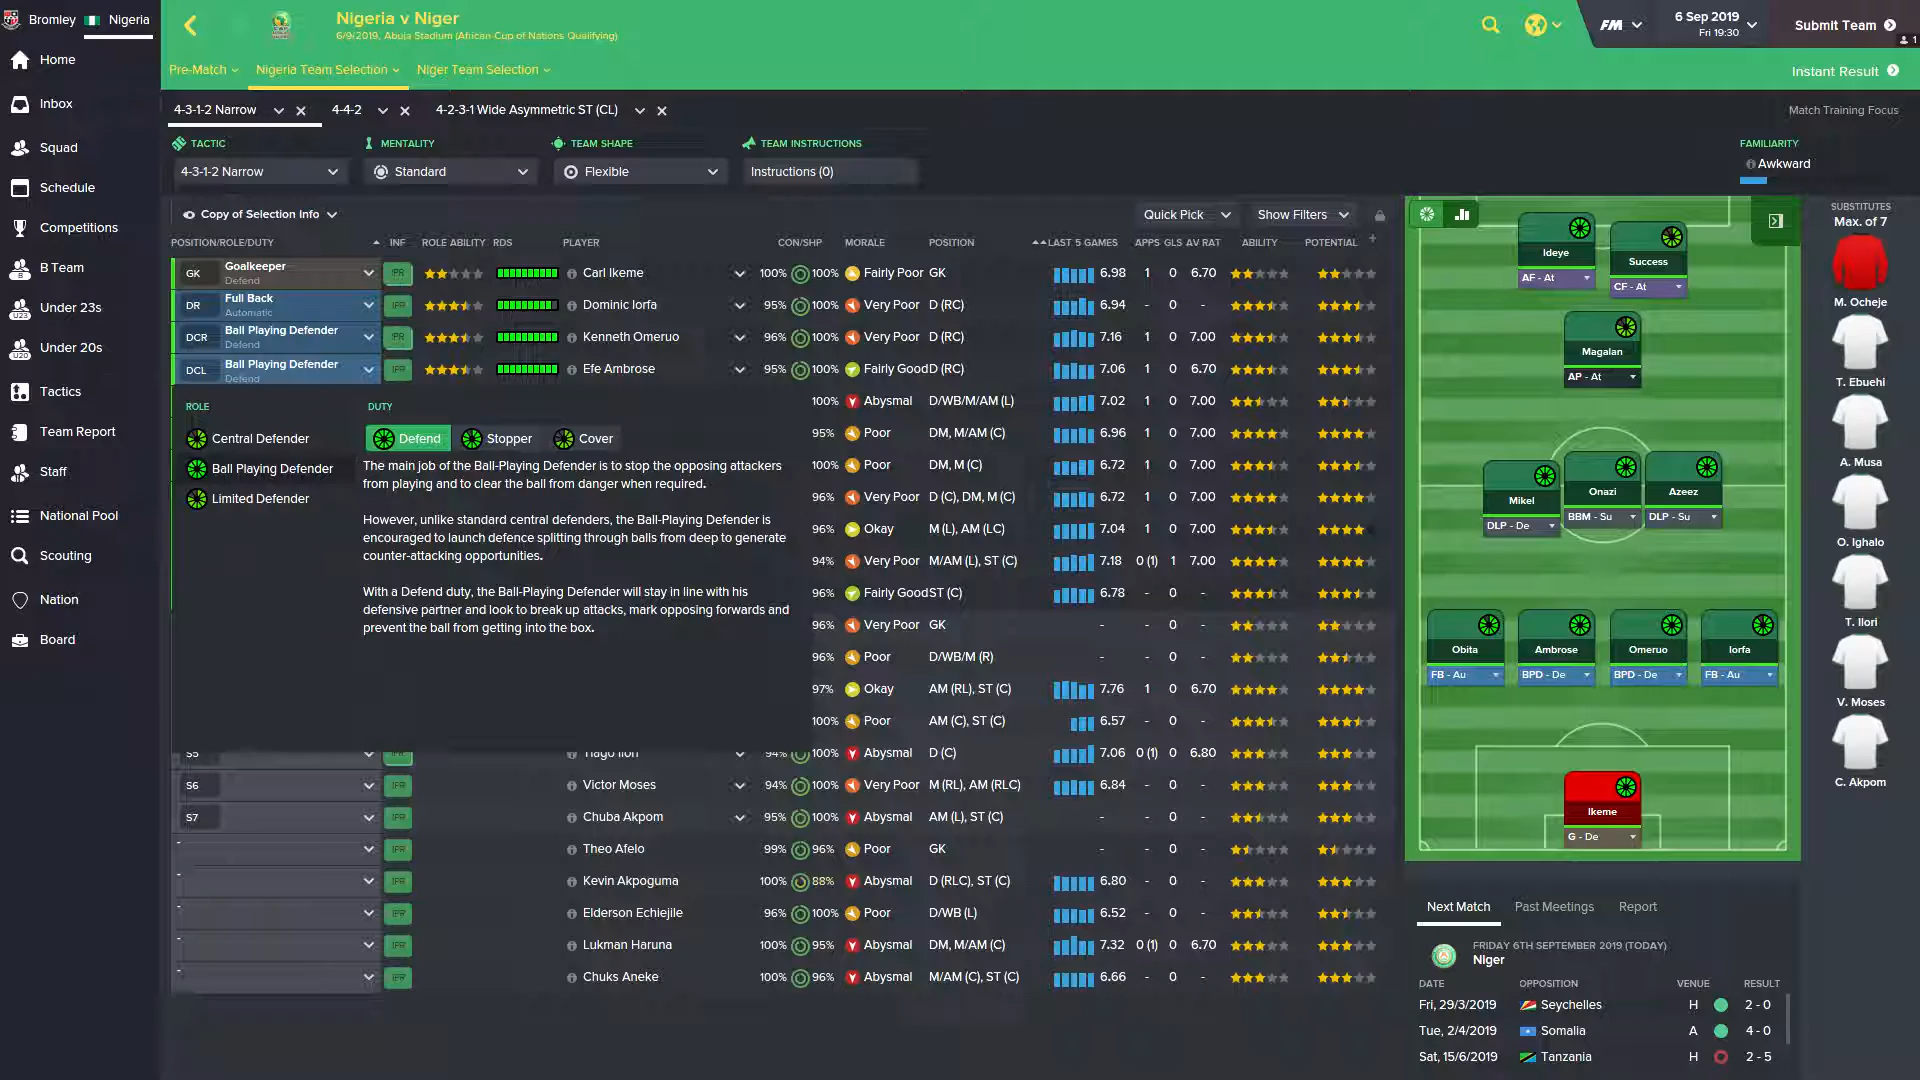 Bromley Nigeria
Nigeria v Niger
6/9/2019, Abuja Stadium (African Cup of Nations Qualifying)
FM
6 Sep 2019
Fri 19:30
Submit Team
1
Pre-Match
Nigeria Team Selection
Niger Team Selection
Instant Result
Home
Inbox
Squad
Schedule
Competitions
B Team
Under 23s
Under 20s
Tactics
Team Report
Staff
National Pool
Scouting
Nation
Board
4-3-1-2 Narrow
4-4-2
4-2-3-1 Wide Asymmetric ST (CL)
Match Training Focus
TACTIC
MENTALITY
TEAM SHAPE
TEAM INSTRUCTIONS
4-3-1-2 Narrow
Standard
Flexible
Instructions (0)
FAMILIARITY
Awkward
Copy of Selection Info
Quick Pick
Show Filters
POSITION/ROLE/DUTY INF ROLE ABILITY RDS PLAYER CON/SHP MORALE POSITION LAST 5 GAMES APPS GLS AV RAT ABILITY POTENTIAL
GK Goalkeeper Defend IPR Carl Ikeme 100% 100% Fairly Poor GK 6.98 1 0 6.70
DR Full Back Automatic IPR Dominic Iorfa 95% 100% Very Poor D (RC) 6.94 - 0 -
DCR Ball Playing Defender Defend IPR Kenneth Omeruo 96% 100% Very Poor D (RC) 7.16 1 0 7.00
DCL Ball Playing Defender Defend IPR Efe Ambrose 95% 100% Fairly Good D (RC) 7.06 1 0 6.70
ROLE
DUTY
Central Defender
Ball Playing Defender
Limited Defender
Defend
Stopper
Cover
The main job of the Ball-Playing Defender is to stop the opposing attackers
from playing and to clear the ball from danger when required.
However, unlike standard central defenders, the Ball-Playing Defender is
encouraged to launch defence splitting through balls from deep to generate
counter-attacking opportunities.
With a Defend duty, the Ball-Playing Defender will stay in line with his
defensive partner and look to break up attacks, mark opposing forwards and
prevent the ball from getting into the box.
100% Abysmal D/WB/M/AM (L) 7.02 1 0 7.00
95% Poor DM, M/AM (C) 6.96 1 0 7.00
100% Poor DM, M (C) 6.72 1 0 7.00
96% Very Poor D (C), DM, M (C) 6.72 1 0 7.00
96% Okay M (L), AM (LC) 7.04 1 0 7.00
94% Very Poor M/AM (L), ST (C) 7.18 0 (1) 1 7.00
96% Fairly Good ST (C) 6.78 - 0 -
96% Very Poor GK - 0 -
96% Poor D/WB/M (R) - 0 -
97% Okay AM (RL), ST (C) 7.76 1 0 6.70
100% Poor AM (C), ST (C) 6.57 - 0 -
S5 Tiago Ilori 94% 100% Abysmal D (C) 7.06 0 (1) 0 6.80
S6 IPR Victor Moses 94% 100% Very Poor M (RL), AM (RLC) 6.84 - 0 -
S7 IPR Chuba Akpom 95% 100% Abysmal AM (L), ST (C) - 0 -
- IPR Theo Afelo 99% 96% Poor GK - 0 -
- IPR Kevin Akpoguma 100% 88% Abysmal D (RLC), ST (C) 6.80 - 0 -
- IPR Elderson Echiejile 96% 100% Poor D/WB (L) 6.52 - 0 -
- IPR Lukman Haruna 100% 95% Abysmal DM, M/AM (C) 7.32 0 (1) 0 6.70
- IPR Chuks Aneke 100% 96% Abysmal M/AM (C), ST (C) 6.66 - 0 -
Ideye
AF - At
Success
CF - At
Magalan
AP - At
Mikel
DLP - De
Onazi
BBM - Su
Azeez
DLP - Su
Obita
FB - Au
Ambrose
BPD - De
Omeruo
BPD - De
Iorfa
FB - Au
Ikeme
G - De
SUBSTITUTES
Max. of 7
M. Ocheje
T. Ebuehi
A. Musa
O. Ighalo
T. Ilori
V. Moses
C. Akpom
Next Match
Past Meetings
Report
FRIDAY 6TH SEPTEMBER 2019 (TODAY)
Niger
DATE OPPOSITION VENUE RESULT
Fri, 29/3/2019 Seychelles H 2 - 0
Tue, 2/4/2019 Somalia A 4 - 0
Sat, 15/6/2019 Tanzania H 2 - 5